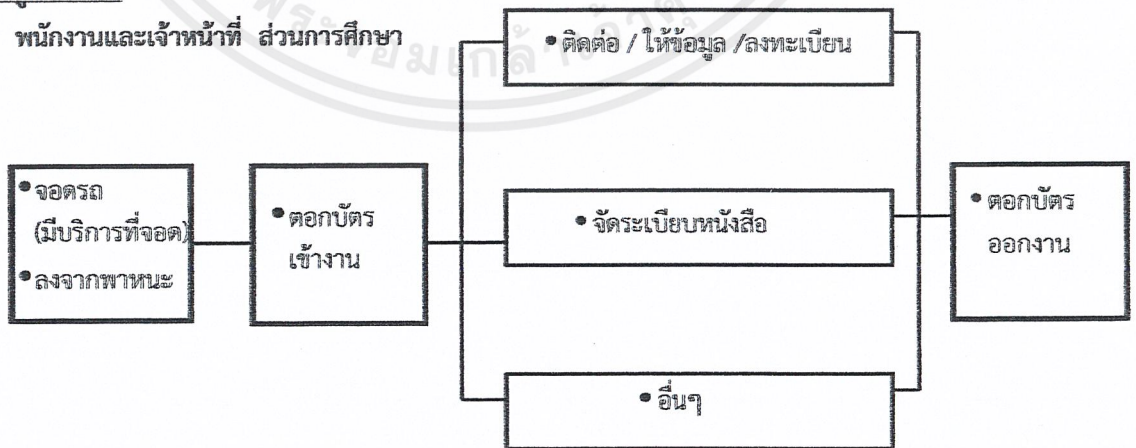 พนักงานและเจ้าหน้าที่ ส่วนการศึกษา
• ติดต่อ / ให้ข้อมูล /ลงทะเบียน
• จอดรถ
(มีบริการที่จอด)
• ลงจากพาหนะ
• ตอกบัตร
เข้างาน
• จัดระเบียบหนังสือ
• ตอกบัตร
ออกงาน
• อื่นๆ